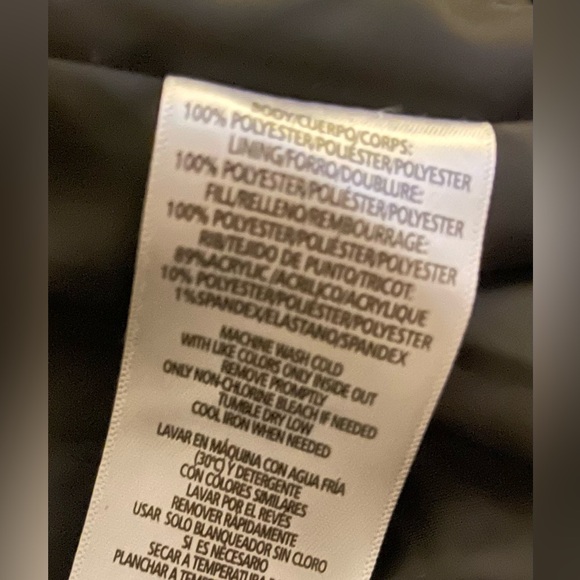 BODY/CUERPO/CORPS:
100% POLYESTER/POLIÉSTER/POLYESTER
LINING/FORRO/DOUBLURE:
100% POLYESTER/POLIÉSTER/POLYESTER
FILL/RELLENO/REMBOURRAGE:
100% POLYESTER/POLIÉSTER/POLYESTER
RIB/TEJIDO DE PUNTO/TRICOT:
89%ACRYLIC /ACRÍLICO/ACRYLIQUE
10% POLYESTER/POLIÉSTER/POLYESTER
1%SPANDEX/ELASTANO/SPANDEX
MACHINE WASH COLD
WITH LIKE COLORS ONLY INSIDE OUT
REMOVE PROMPTLY
ONLY NON-CHLORINE BLEACH IF NEEDED
TUMBLE DRY LOW
COOL IRON WHEN NEEDED
LAVAR EN MÁQUINA CON AGUA FRÍA
(30°C) Y DETERGENTE
CON COLORES SIMILARES
LAVAR POR EL REVÉS
REMOVER RÁPIDAMENTE
USAR SOLO BLANQUEADOR SIN CLORO
SI ES NECESARIO
SECAR A TEMPERATURA
PLANCHAR A